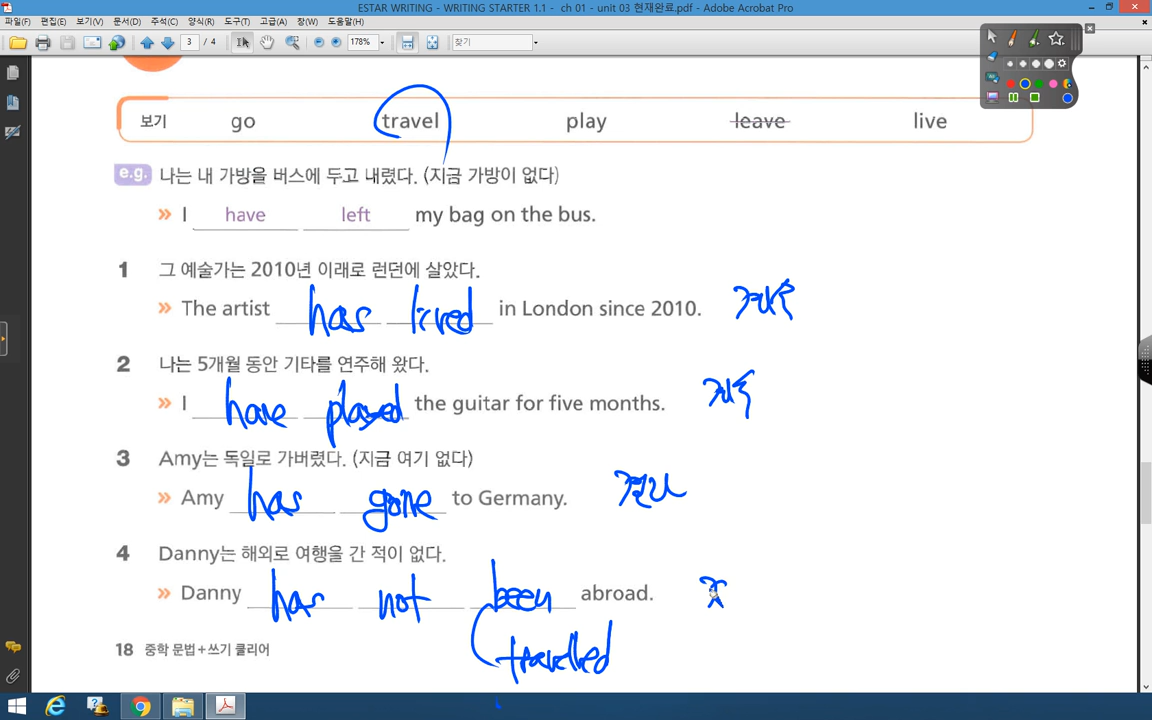 ESTAR WRITING - WRITING STARTER 1.1 - ch 01 - unit 03 현재완료.pdf - Adobe Acrobat Pro
파일(F) 편집(E) 보기(V) 문서(D) 주석(C) 양식(R) 도구(T) 고급(A) 창(W) 도움말(H)
3 / 4 178% 찾기
보기 go travel play leave live
e.g. 나는 내 가방을 버스에 두고 내렸다. (지금 가방이 없다)
» I have left my bag on the bus.
1 그 예술가는 2010년 이래로 런던에 살았다.
» The artist has lived in London since 2010.
2 나는 5개월 동안 기타를 연주해 왔다.
» I have played the guitar for five months.
3 Amy는 독일로 가버렸다. (지금 여기 없다)
» Amy has gone to Germany.
4 Danny는 해외로 여행을 간 적이 없다.
» Danny has not been abroad.
travelled
18 중학 문법+쓰기 클리어